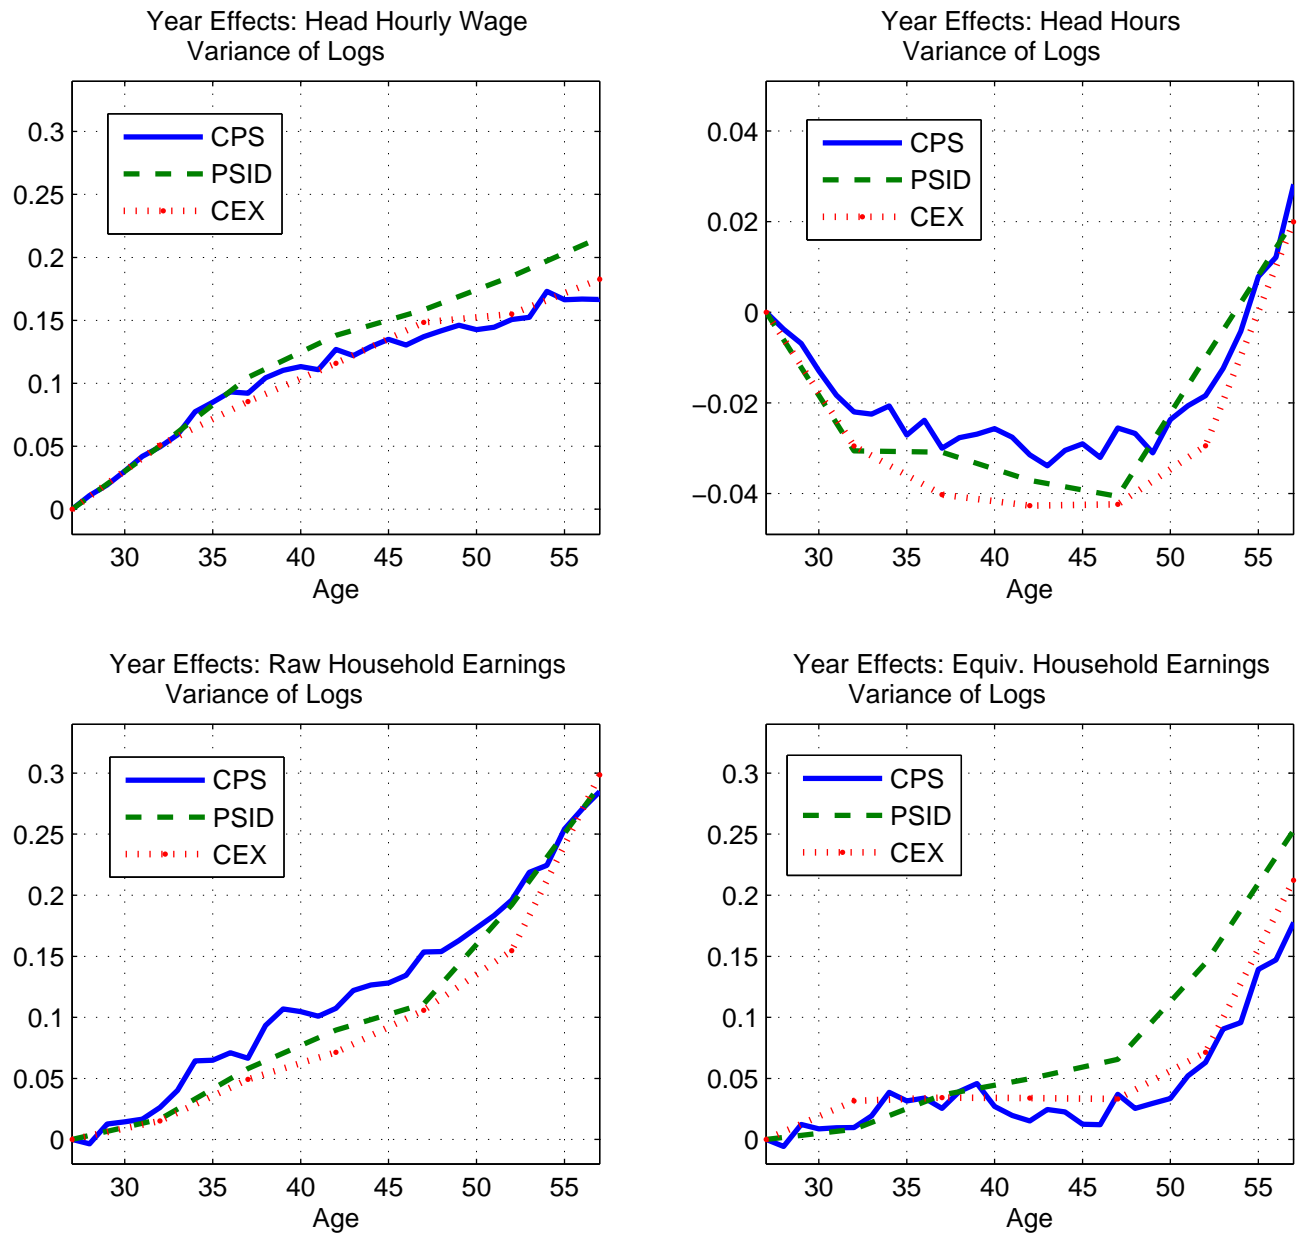 Year Effects: Head Hourly Wage
Variance of Logs
0.3
0.25
0.2
0.15
0.1
0.05
0
CPS
PSID
CEX
30 35 40 45 50 55
Age
Year Effects: Head Hours
Variance of Logs
0.04
0.02
0
−0.02
−0.04
CPS
PSID
CEX
30 35 40 45 50 55
Age
Year Effects: Raw Household Earnings
Variance of Logs
0.3
0.25
0.2
0.15
0.1
0.05
0
CPS
PSID
CEX
30 35 40 45 50 55
Age
Year Effects: Equiv. Household Earnings
Variance of Logs
0.3
0.25
0.2
0.15
0.1
0.05
0
CPS
PSID
CEX
30 35 40 45 50 55
Age